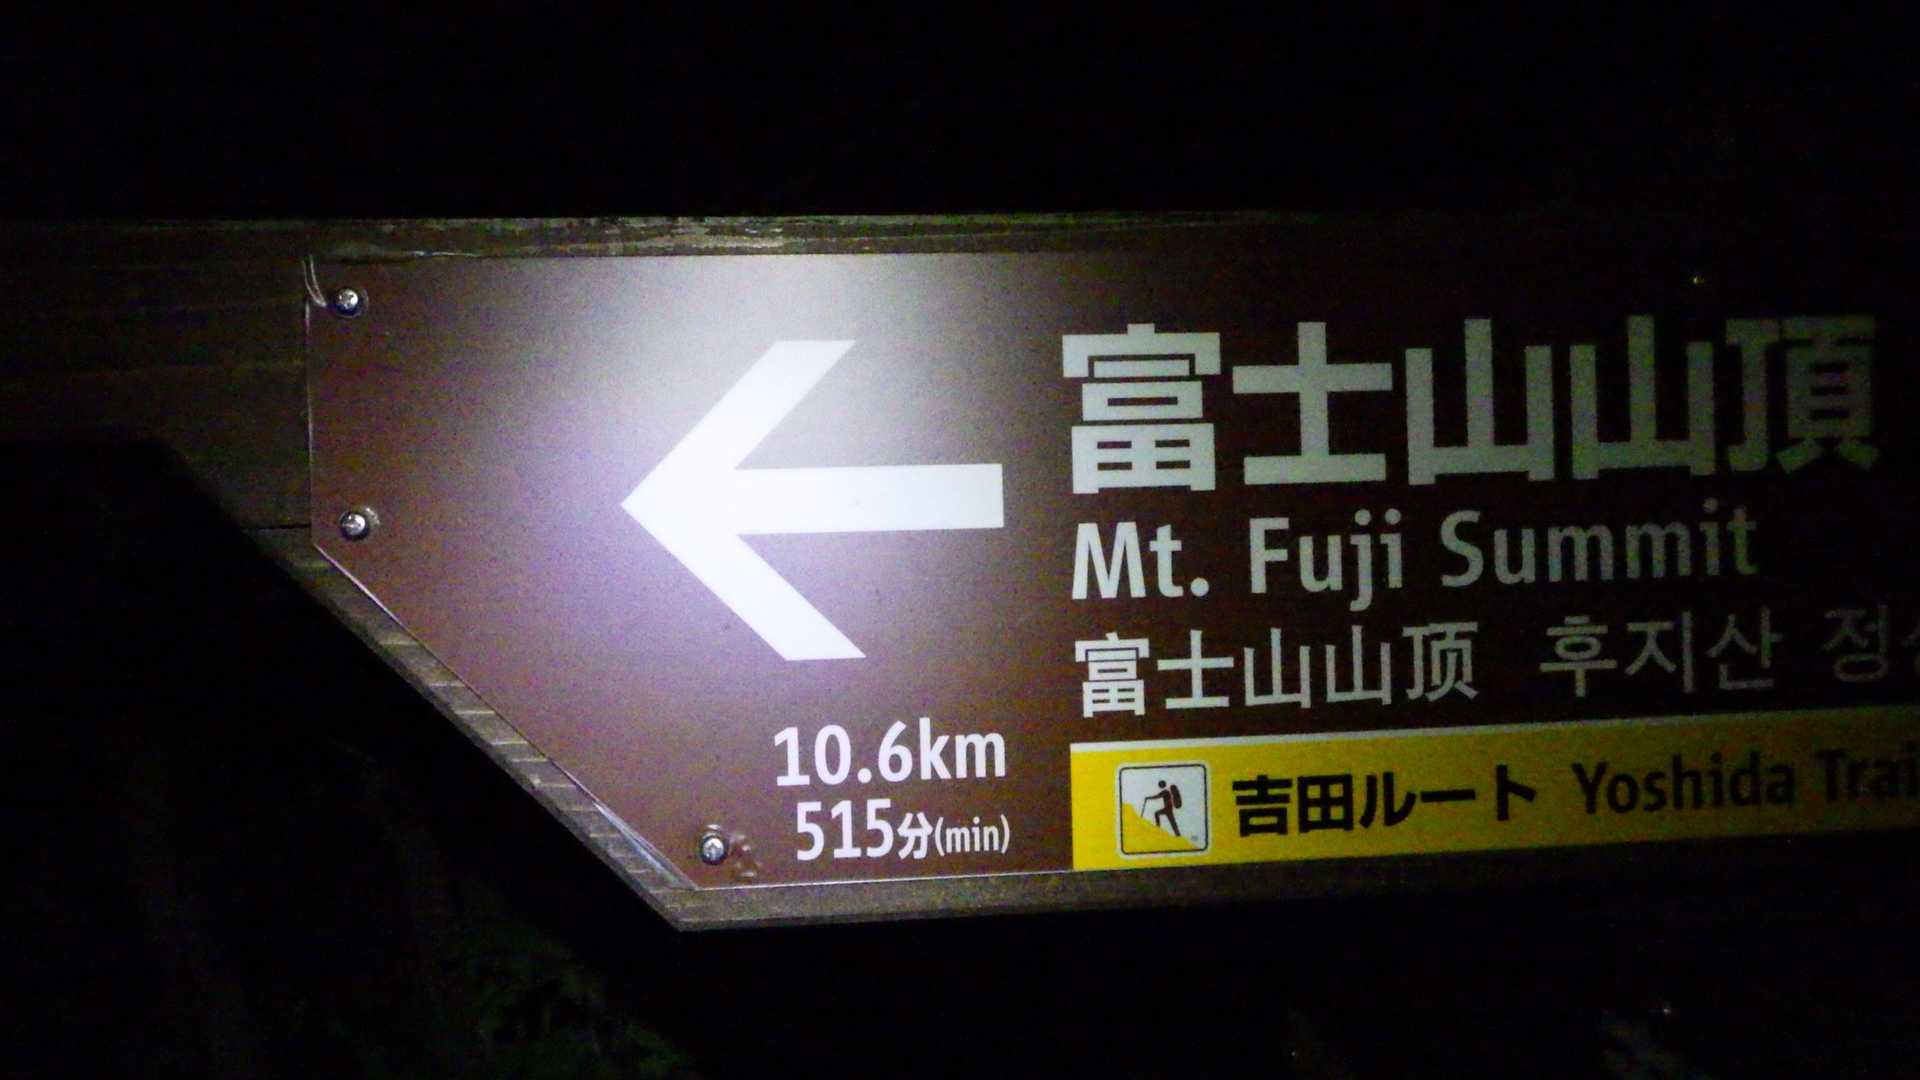 富士山山頂
Mt. Fuji Summit
富士山山顶 후지산
10.6km
515分(min)
吉田ルート Yoshida